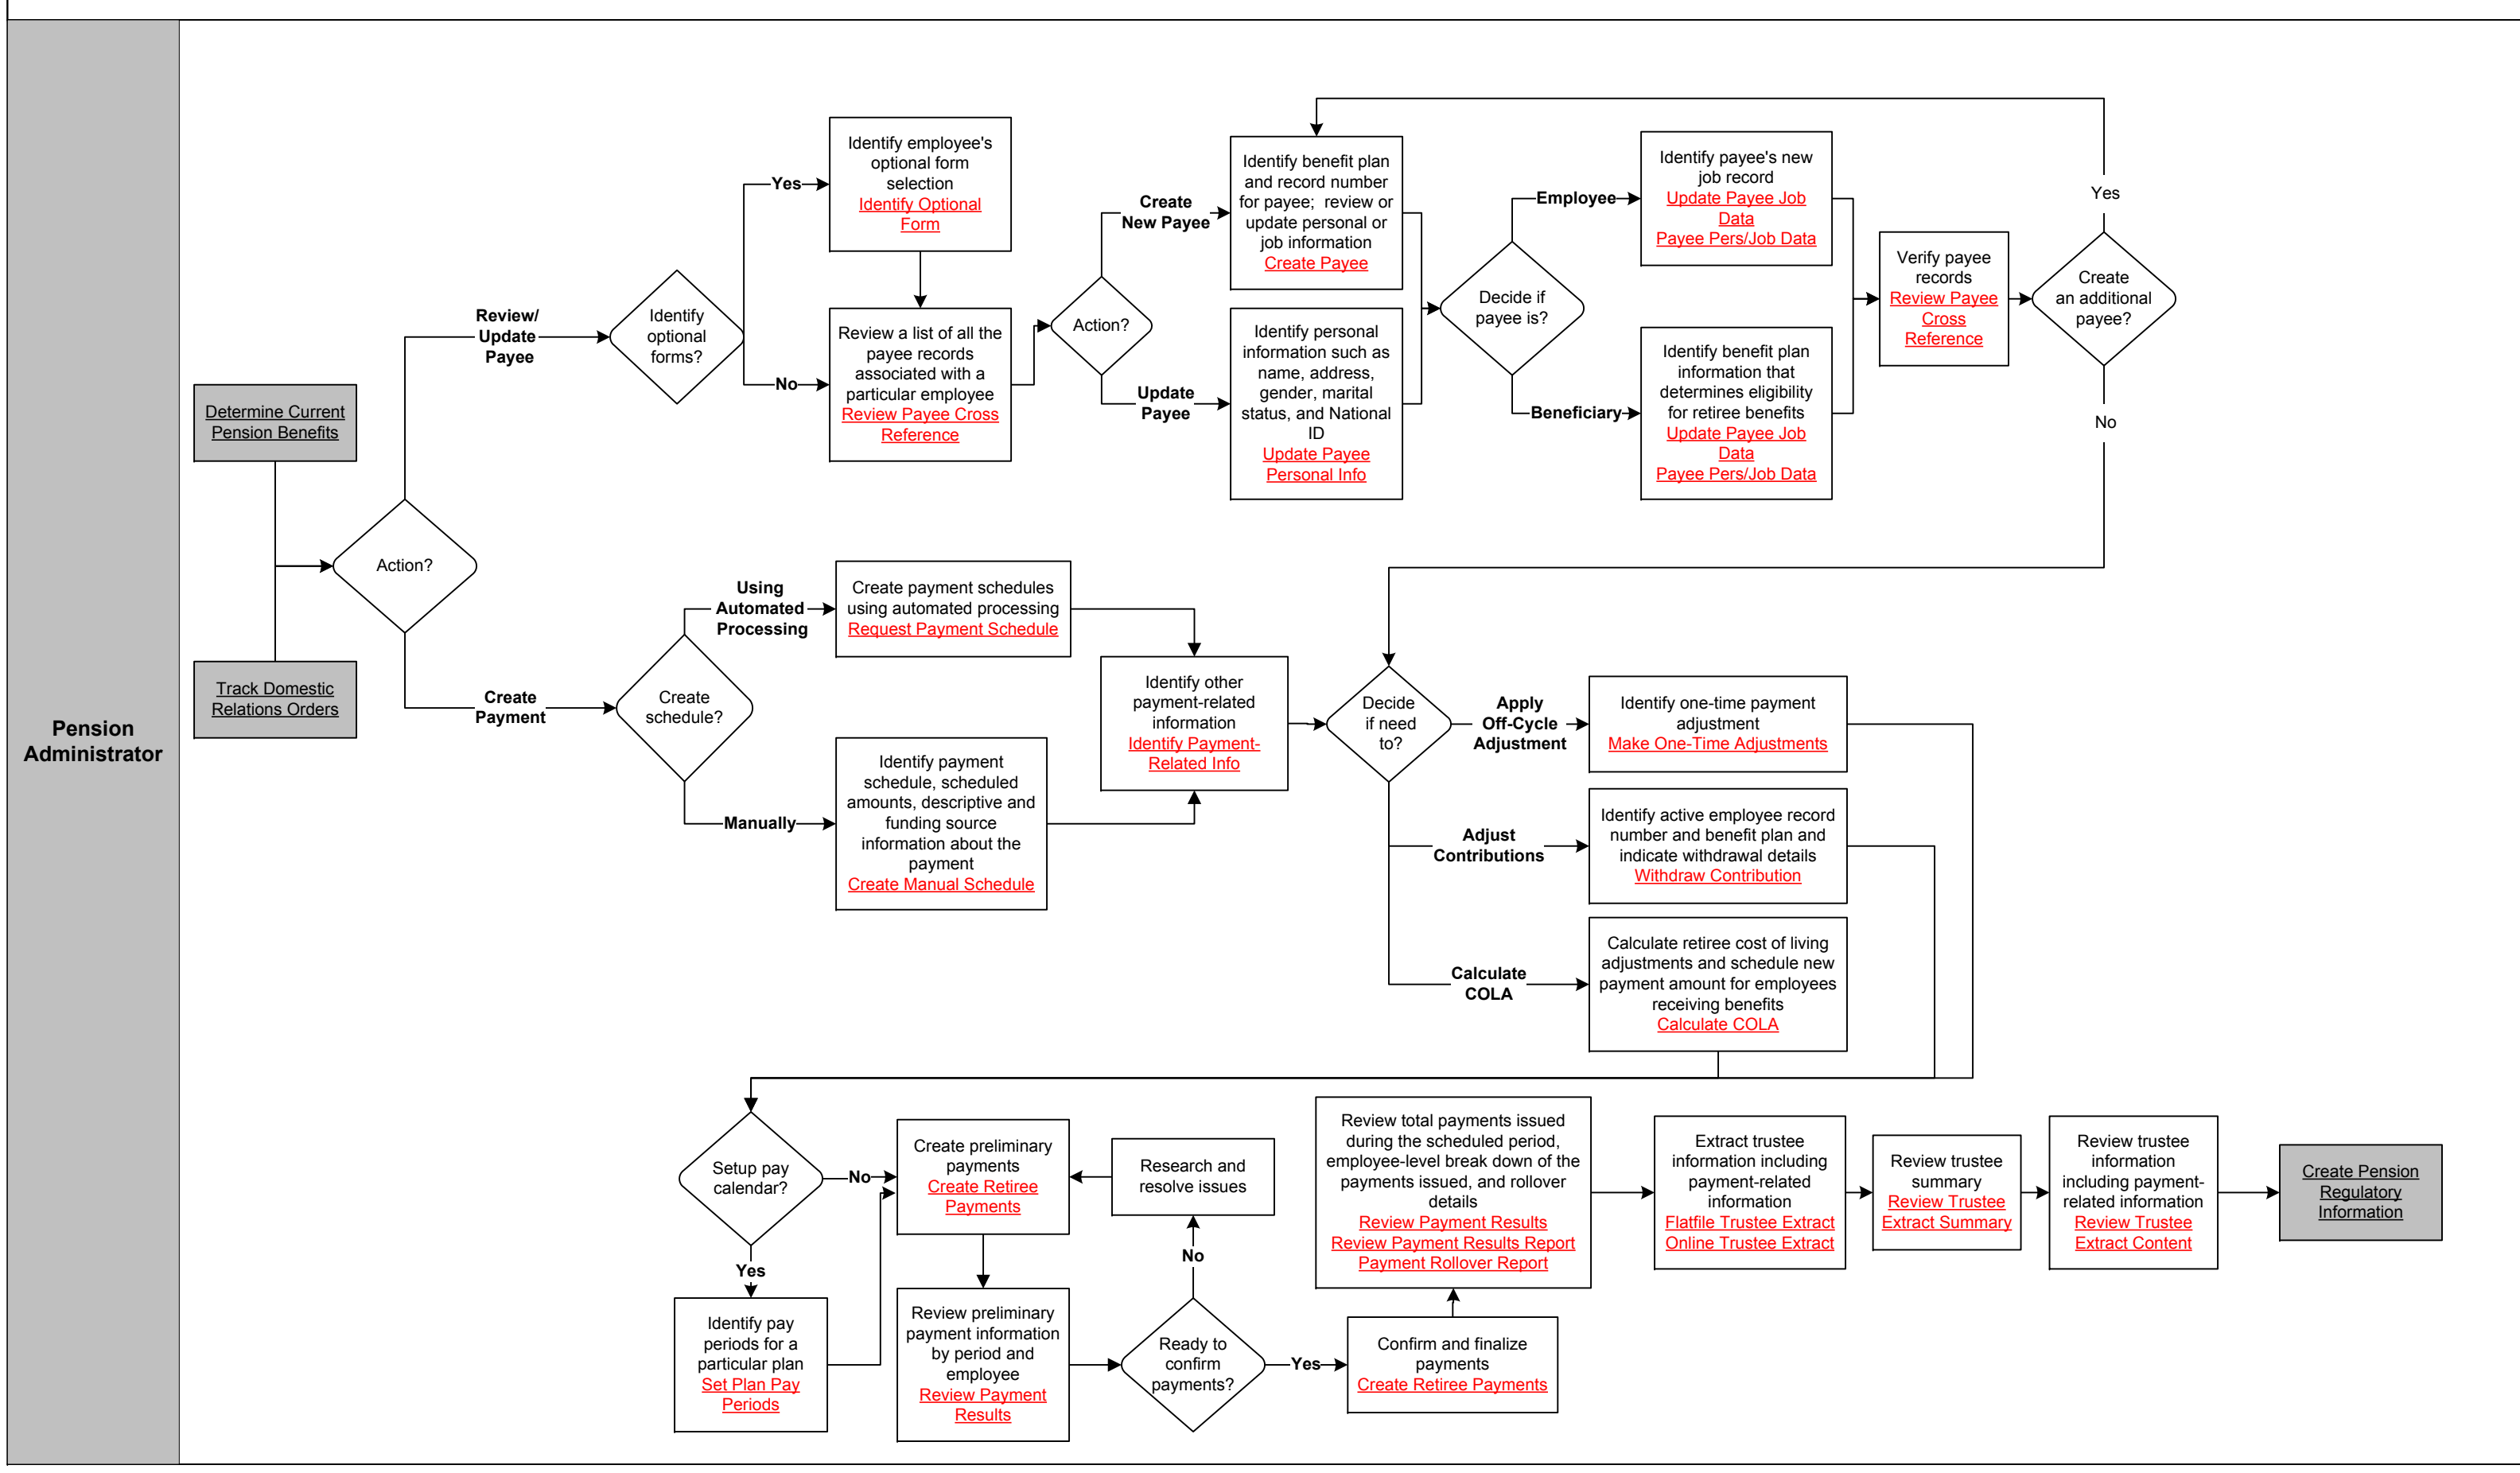 Pension
Administrator
Determine Current
Pension Benefits
Track Domestic
Relations Orders
Action?
Review/
Update
Payee
Identify
optional
forms?
Yes
Identify employee's
optional form
selection
Identify Optional
Form
No
Review a list of all the
payee records
associated with a
particular employee
Review Payee Cross
Reference
Action?
Create
New Payee
Identify benefit plan
and record number
for payee;  review or
update personal or
job information
Create Payee
Update
Payee
Identify personal
information such as
name, address,
gender, marital
status, and National
ID
Update Payee
Personal Info
Decide if
payee is?
Employee
Identify payee's new
job record
Update Payee Job
Data
Payee Pers/Job Data
Beneficiary
Identify benefit plan
information that
determines eligibility
for retiree benefits
Update Payee Job
Data
Payee Pers/Job Data
Verify payee
records
Review Payee
Cross
Reference
Create
an additional
payee?
Yes
No
Create
Payment
Create
schedule?
Using
Automated
Processing
Create payment schedules
using automated processing
Request Payment Schedule
Manually
Identify payment
schedule, scheduled
amounts, descriptive and
funding source
information about the
payment
Create Manual Schedule
Identify other
payment-related
information
Identify Payment-
Related Info
Decide
if need
to?
Apply
Off-Cycle
Adjustment
Identify one-time payment
adjustment
Make One-Time Adjustments
Adjust
Contributions
Identify active employee record
number and benefit plan and
indicate withdrawal details
Withdraw Contribution
Calculate
COLA
Calculate retiree cost of living
adjustments and schedule new
payment amount for employees
receiving benefits
Calculate COLA
Setup pay
calendar?
No
Yes
Identify pay
periods for a
particular plan
Set Plan Pay
Periods
Create preliminary
payments
Create Retiree
Payments
Review preliminary
payment information
by period and
employee
Review Payment
Results
Ready to
confirm
payments?
No
Research and
resolve issues
Yes
Confirm and finalize
payments
Create Retiree Payments
Review total payments issued
during the scheduled period,
employee-level break down of the
payments issued, and rollover
details
Review Payment Results
Review Payment Results Report
Payment Rollover Report
Extract trustee
information including
payment-related
information
Flatfile Trustee Extract
Online Trustee Extract
Review trustee
summary
Review Trustee
Extract Summary
Review trustee
information
including payment-
related information
Review Trustee
Extract Content
Create Pension
Regulatory
Information